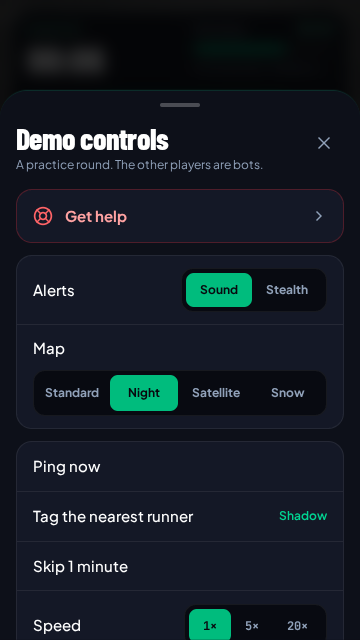 Demo controls
A practice round. The other players are bots.
Get help
Alerts
Sound
Stealth
Map
Standard
Night
Satellite
Snow
Ping now
Tag the nearest runner
Shadow
Skip 1 minute
Speed
1×
5×
20×